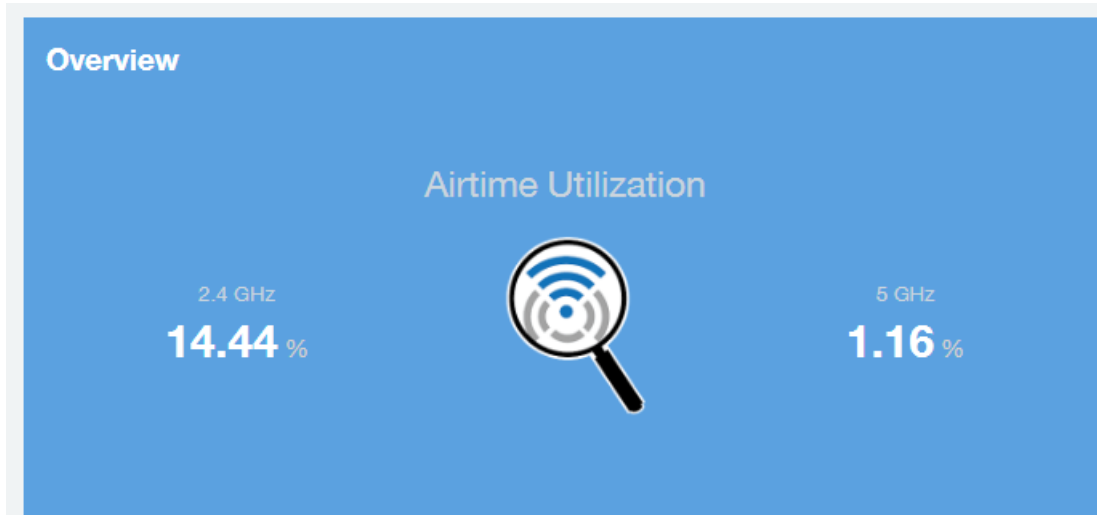 Overview
Airtime Utilization
2.4 GHz
14.44 %
5 GHz
1.16 %